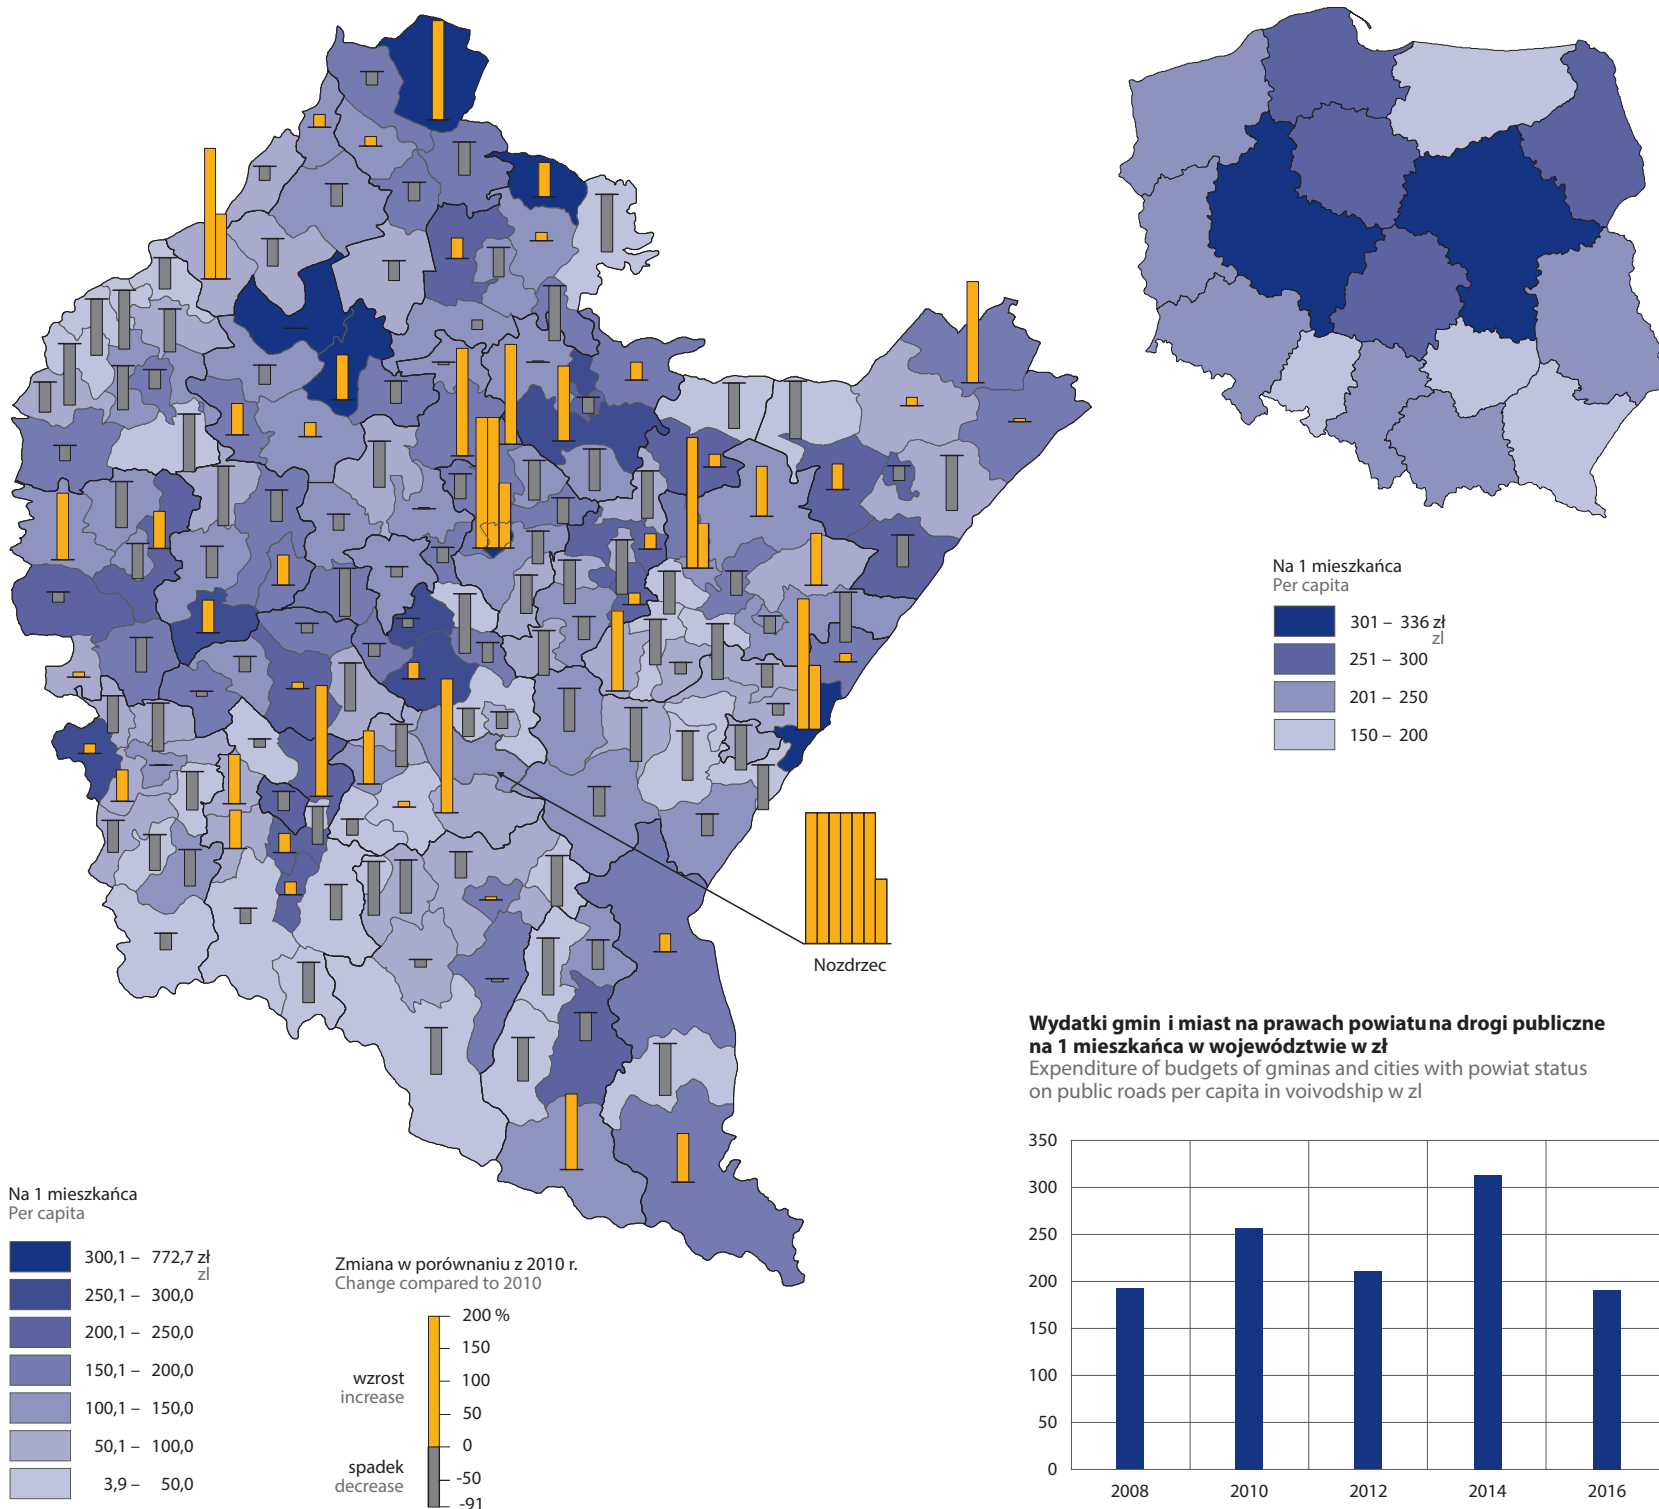 Na 1 mieszkańca
Per capita
301 – 336 zł
zl
251 – 300
201 – 250
150 – 200
Nozdrzec
Wydatki gmin i miast na prawach powiatu na drogi publiczne
na 1 mieszkańca w województwie w zł
Expenditure of budgets of gminas and cities with powiat status
on public roads per capita in voivodship w zl
350
300
250
200
150
100
50
0
2008 2010 2012 2014 2016
Na 1 mieszkańca
Per capita
300,1 – 772,7 zł
zl
250,1 – 300,0
200,1 – 250,0
150,1 – 200,0
100,1 – 150,0
50,1 – 100,0
3,9 – 50,0
Zmiana w porównaniu z 2010 r.
Change compared to 2010
200 %
150
wzrost
100
increase
50
0
spadek
-50
decrease
-91